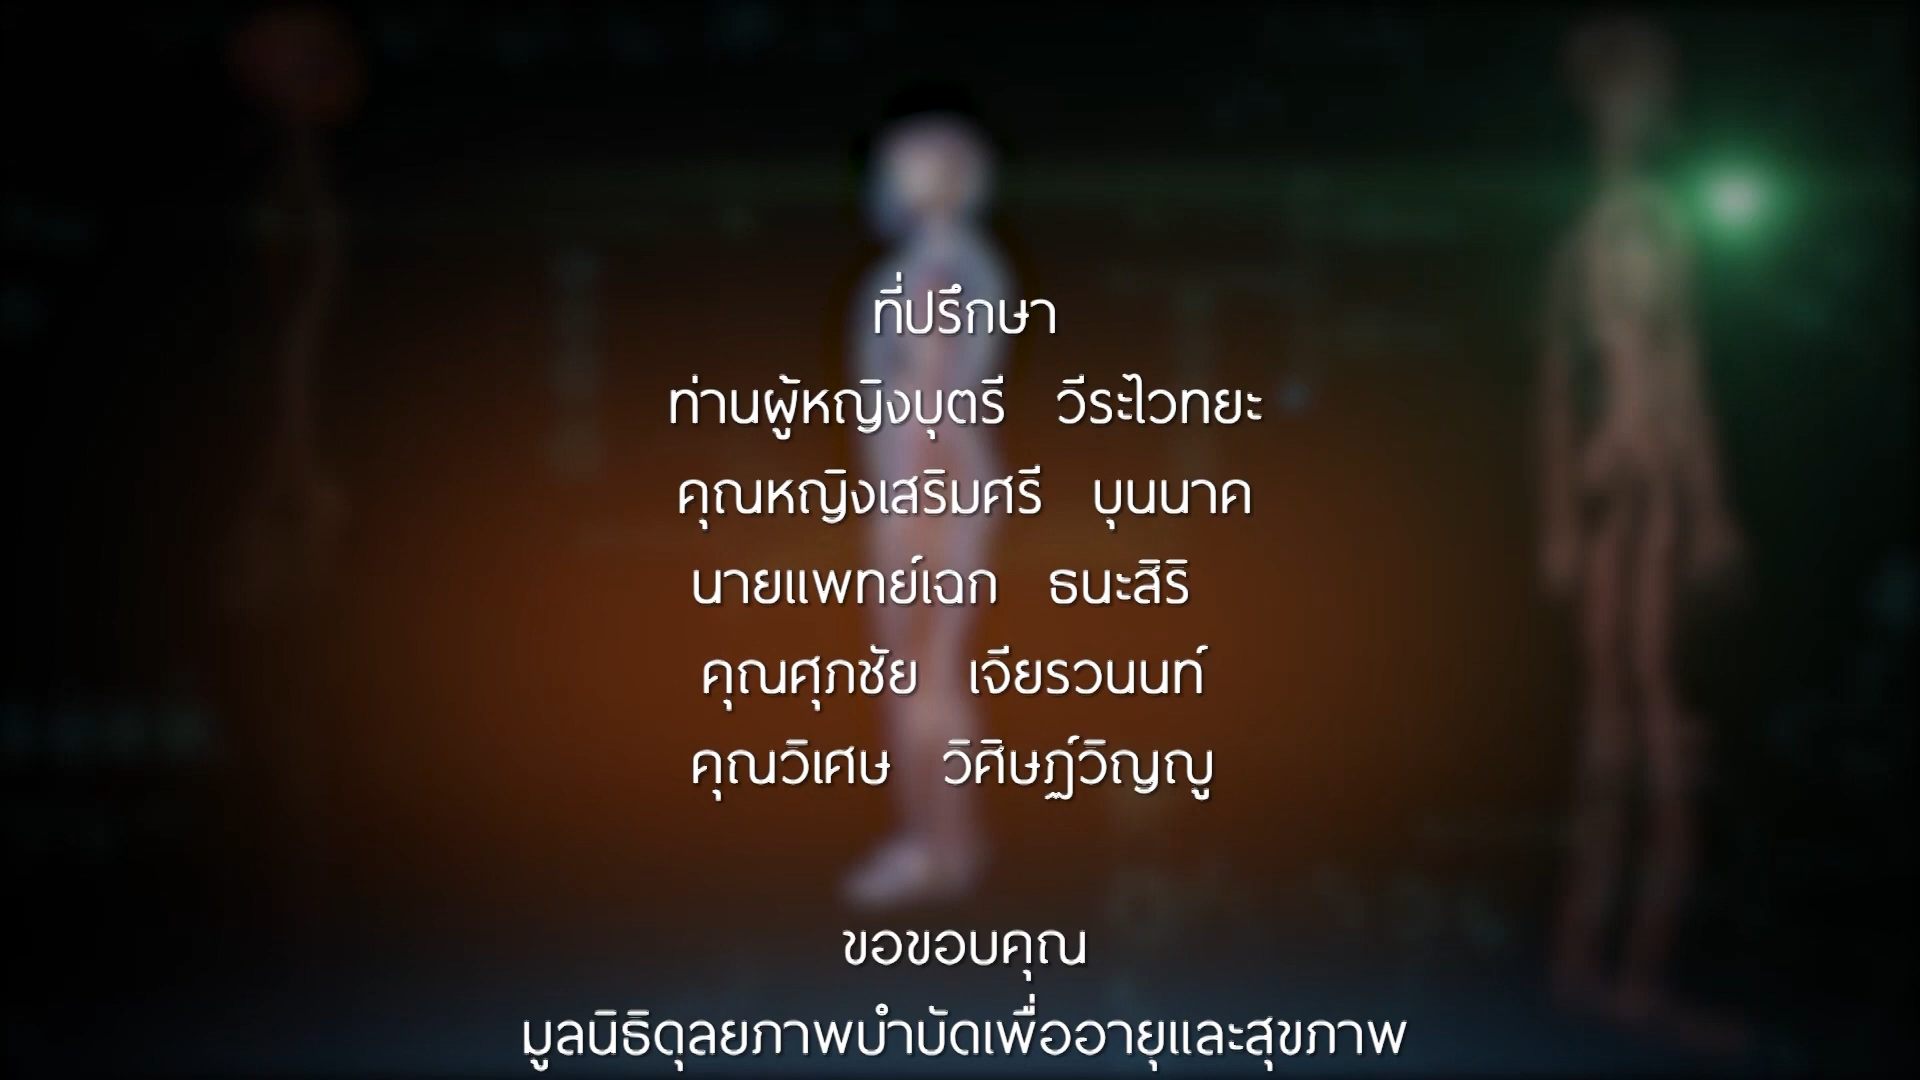 ที่ปรึกษา
ท่านผู้หญิงบุตรี วีระไวทยะ
คุณหญิงเสริมศรี บุนนาค
นายแพทย์เฉก ธนะสิริ
คุณศุภชัย เจียรวนนท์
คุณวิเศษ วิศิษฏ์วิญญู
ขอขอบคุณ
มูลนิธิดุลยภาพบำบัดเพื่ออายุและสุขภาพ